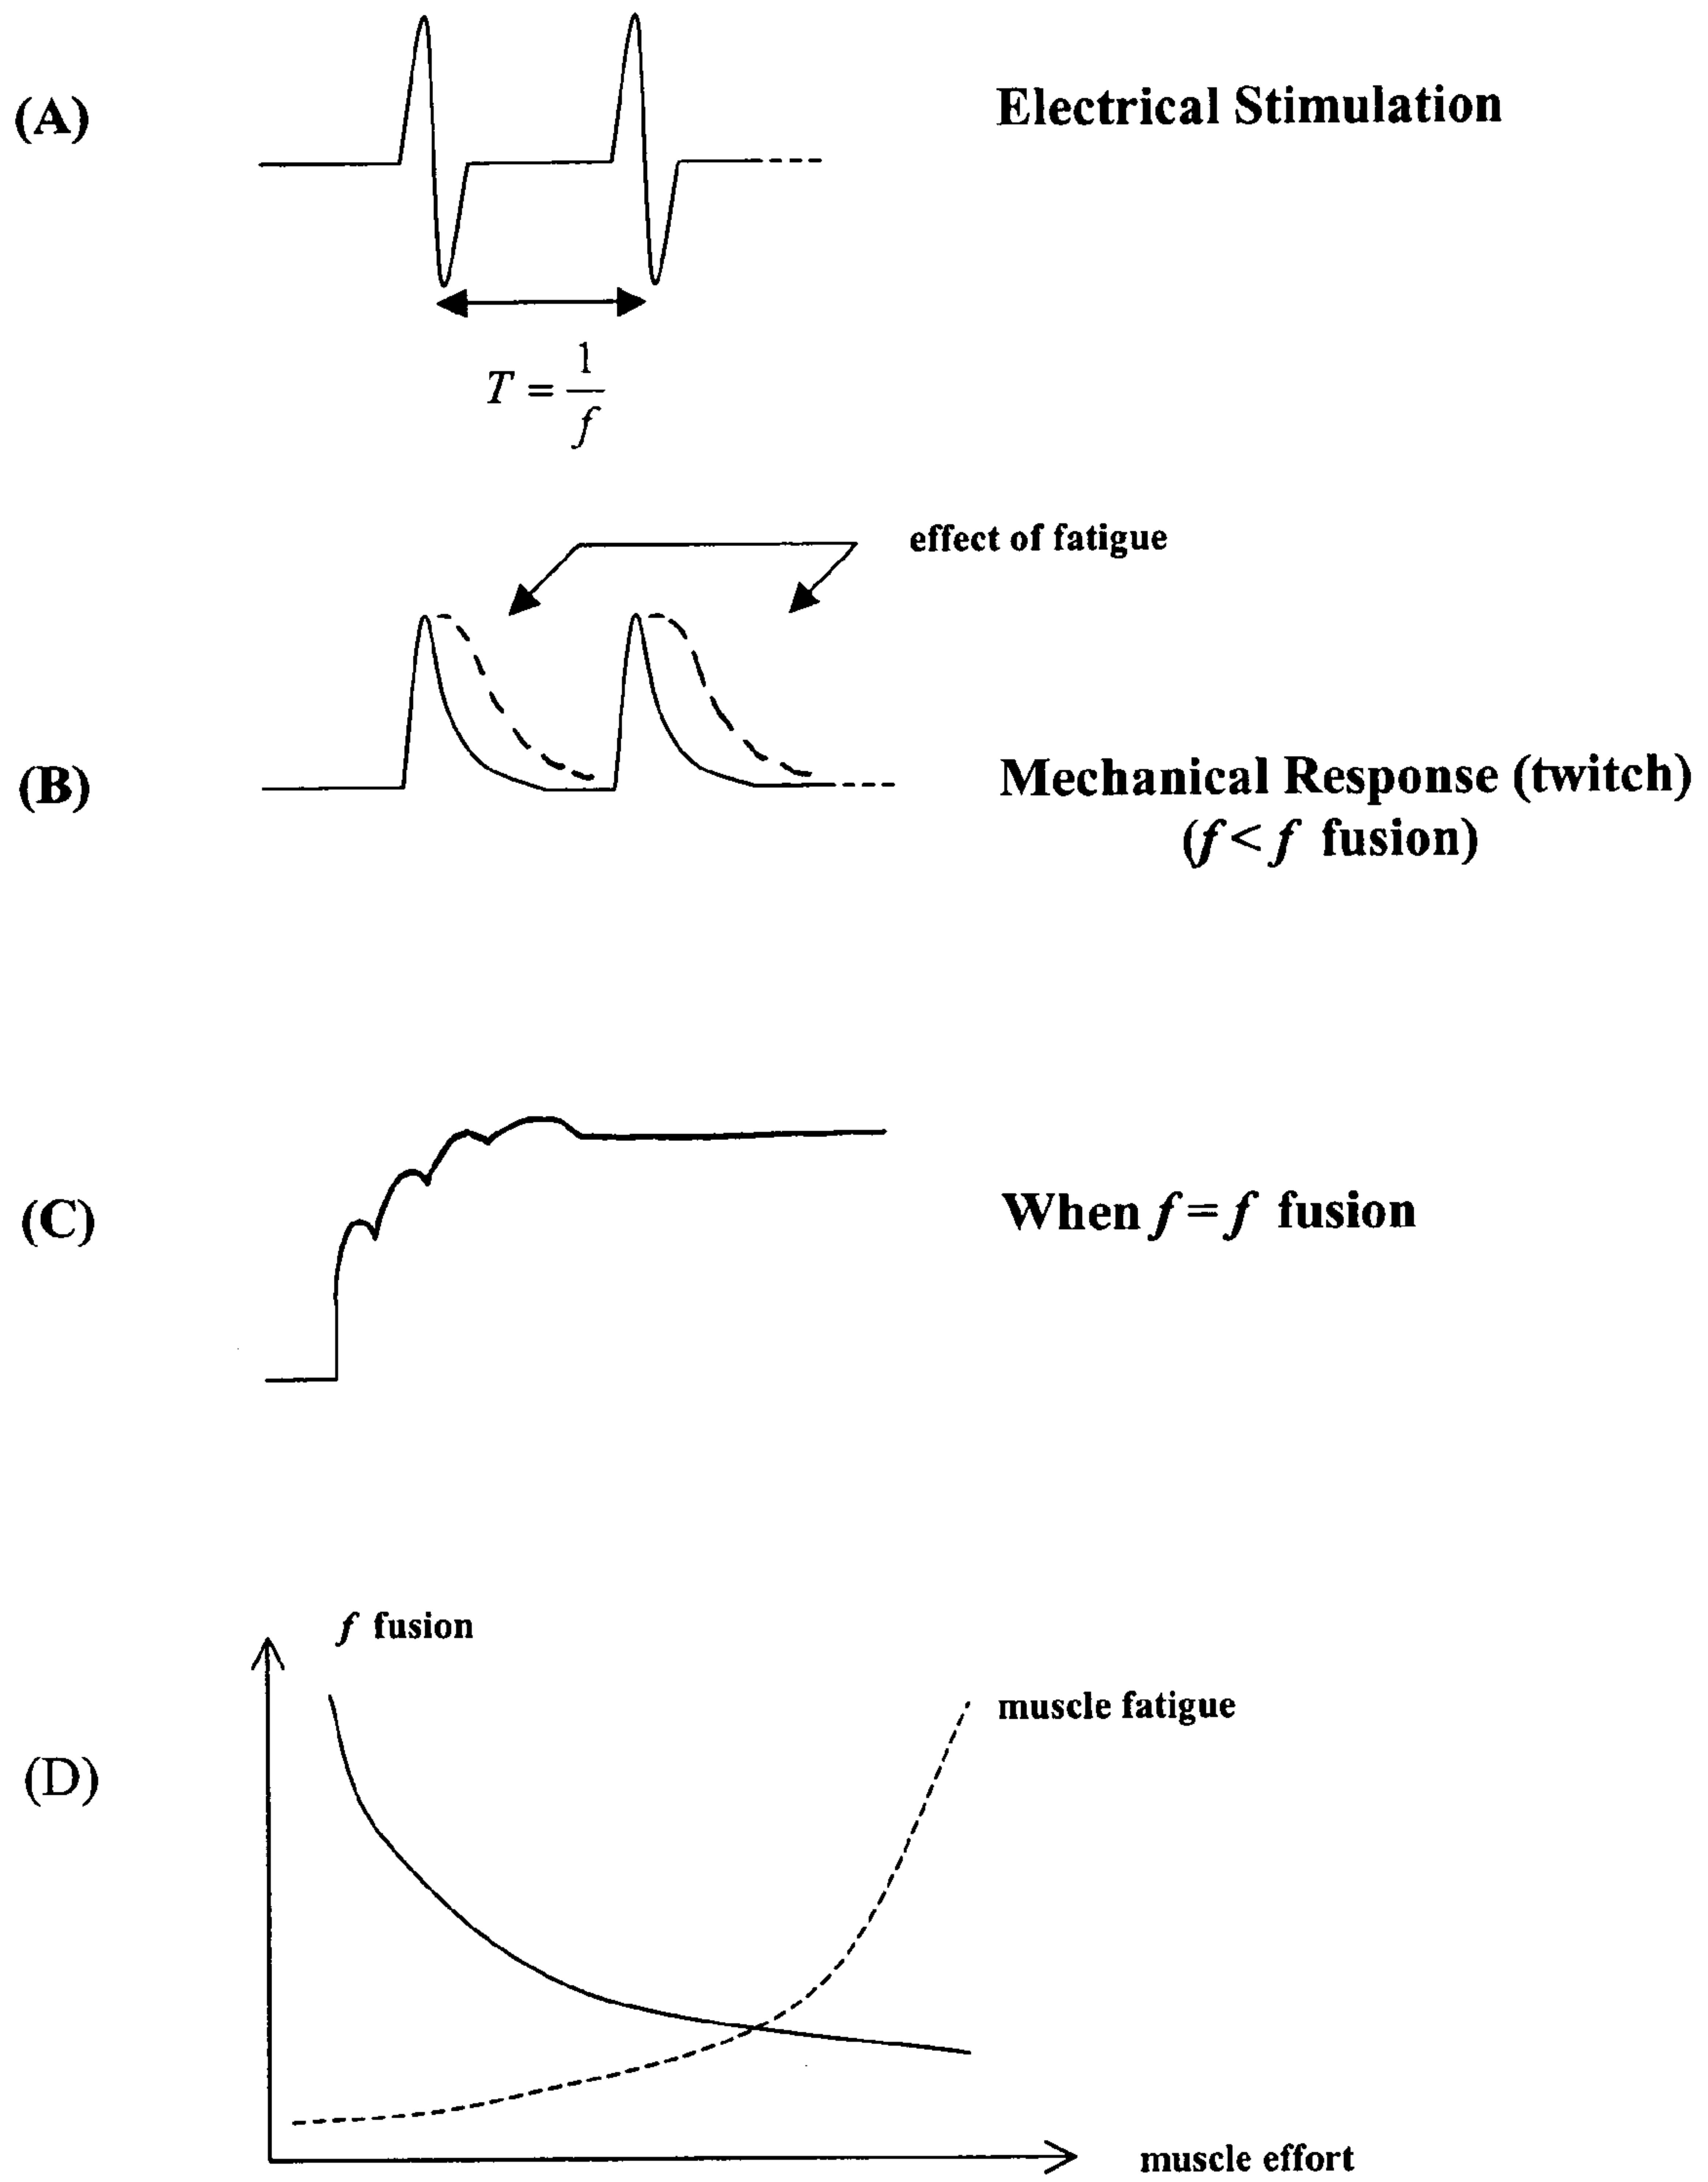 (A)
Electrical Stimulation
T = 1/f
effect of fatigue
(B)
Mechanical Response (twitch)
(f < f fusion)
(C)
When f = f fusion
f fusion
muscle fatigue
(D)
muscle effort